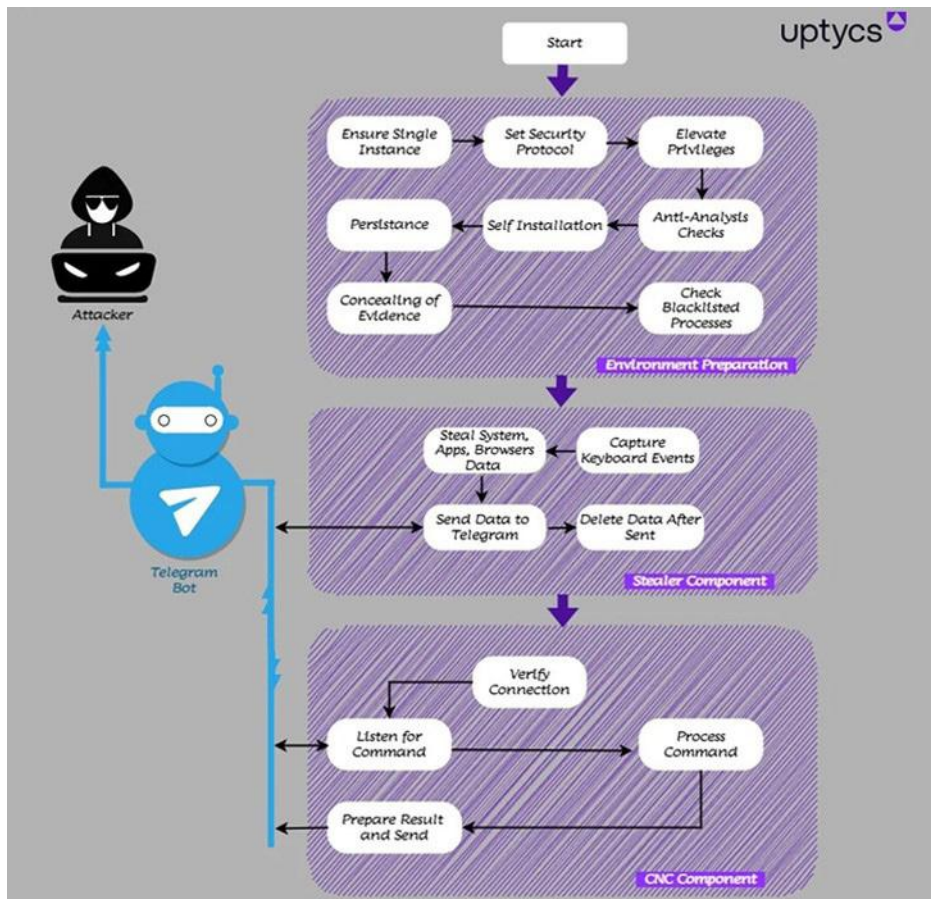 uptycs
Start
Ensure Single
Instance
Set Security
Protocol
Elevate
Privileges
Persistance
Self Installation
Anti-Analysis
Checks
Concealing of
Evidence
Check
Blacklisted
Processes
Environment Preparation
Attacker
Steal System,
Apps, Browsers
Data
Capture
Keyboard Events
Send Data to
Telegram
Delete Data After
Sent
Stealer Component
Telegram
Bot
Verify
Connection
Listen for
Command
Process
Command
Prepare Result
and Send
CNC Component